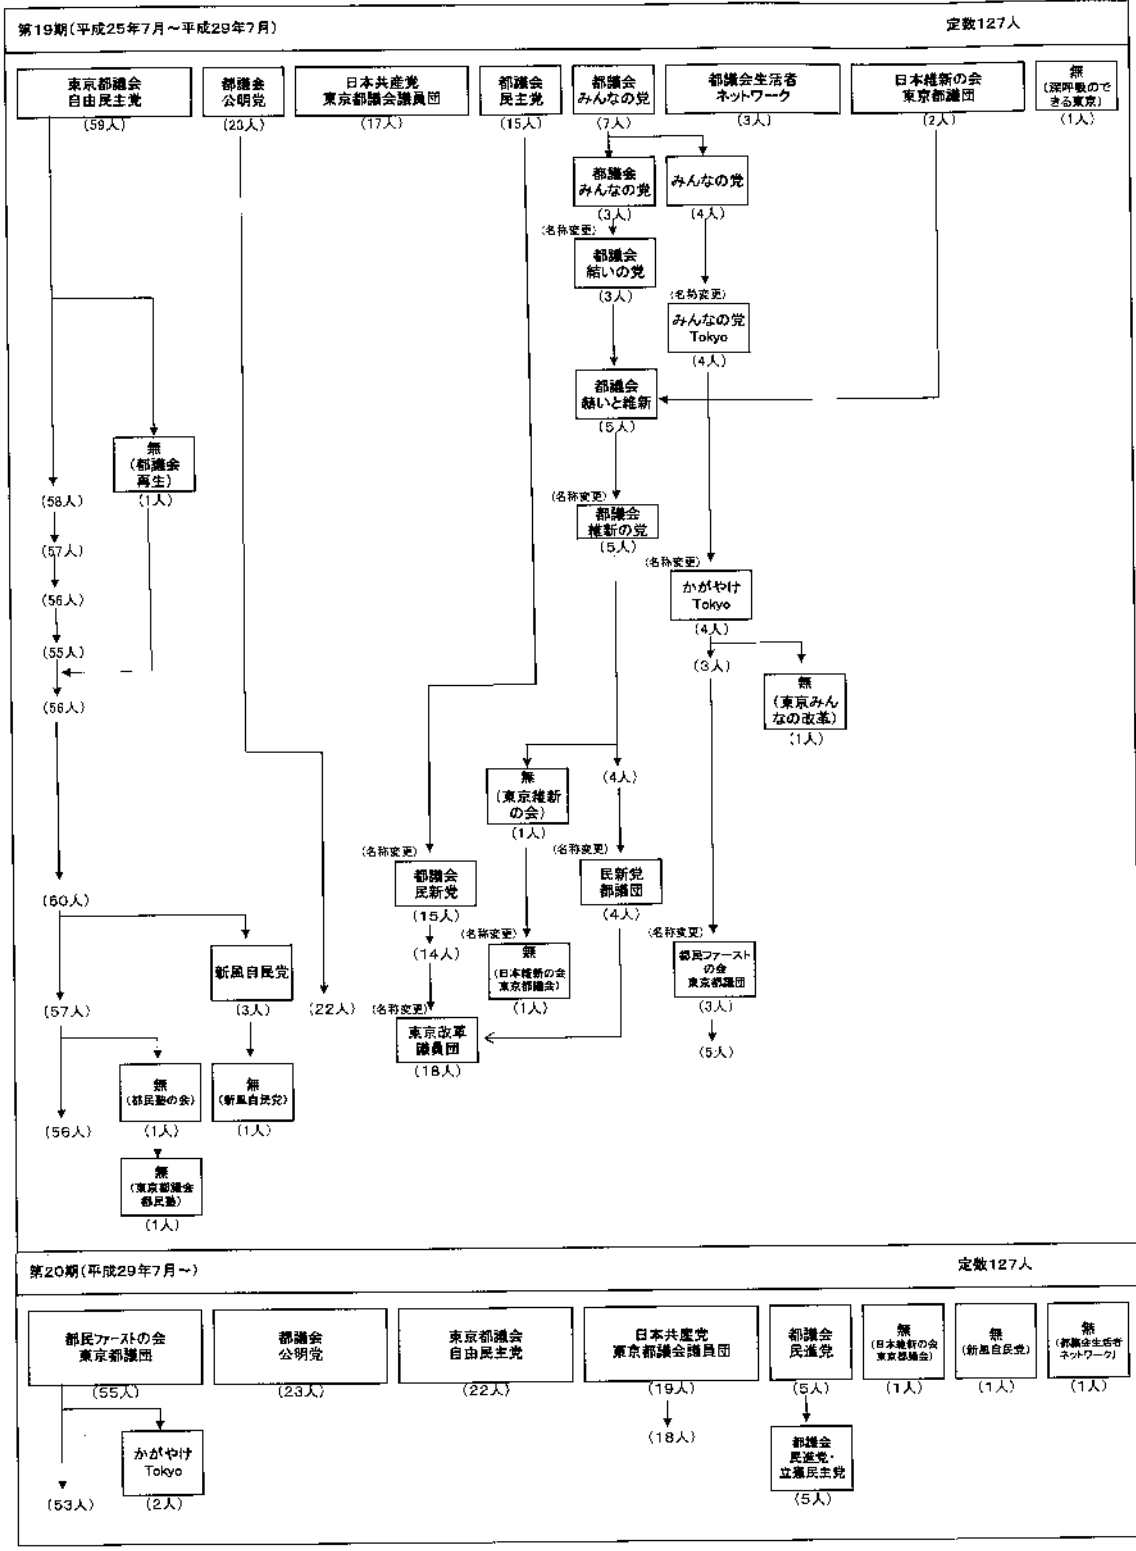 第19期(平成25年7月～平成29年7月)
定数127人
東京都議会
自由民主党
(59人)
都議会
公明党
(23人)
日本共産党
東京都議会議員団
(17人)
都議会
民主党
(15人)
都議会
みんなの党
(7人)
都議会生活者
ネットワーク
(3人)
日本維新の会
東京都議団
(2人)
無
(深呼吸ので
きる東京)
(1人)
都議会
みんなの党
(3人)
みんなの党
(4人)
(名称変更)
都議会
結いの党
(3人)
(名称変更)
みんなの党
Tokyo
(4人)
都議会
結いと維新
(5人)
無
(都議会
再生)
(1人)
(58人)
(名称変更)
都議会
維新の党
(5人)
(57人)
(名称変更)
かがやけ
Tokyo
(4人)
(56人)
(55人)
(3人)
無
(東京みん
なの改革)
(1人)
(56人)
無
(東京維新
の会)
(1人)
(4人)
(名称変更)
都議会
民新党
(15人)
(名称変更)
民新党
都議団
(4人)
(60人)
(14人)
(名称変更)
無
(日本維新の会
東京都議会)
(1人)
(名称変更)
都民ファースト
の会
東京都議団
(3人)
新風自民党
(3人)
(57人)
(22人)
(名称変更)
東京改革
議員団
(18人)
(5人)
無
(都民塾の会)
(1人)
無
(新風自民党)
(1人)
(56人)
無
(東京都議会
都民塾)
(1人)
第20期(平成29年7月～)
定数127人
都民ファーストの会
東京都議団
(55人)
都議会
公明党
(23人)
東京都議会
自由民主党
(22人)
日本共産党
東京都議会議員団
(19人)
都議会
民進党
(5人)
無
(日本維新の会
東京都議会)
(1人)
無
(新風自民党)
(1人)
無
(都議会生活者
ネットワーク)
(1人)
かがやけ
Tokyo
(2人)
(53人)
(18人)
都議会
民進党・
立憲民主党
(5人)